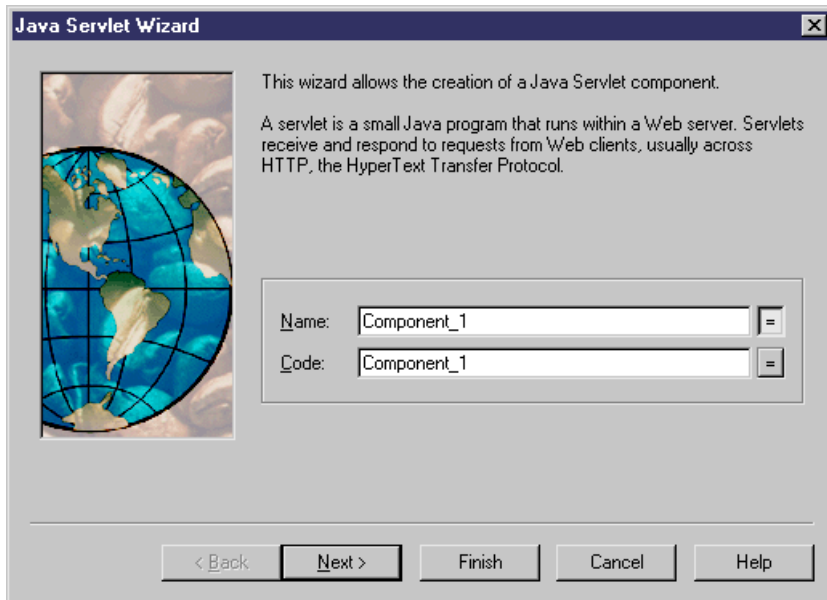 Java Servlet Wizard
This wizard allows the creation of a Java Servlet component.
A servlet is a small Java program that runs within a Web server. Servlets
receive and respond to requests from Web clients, usually across
HTTP, the HyperText Transfer Protocol.
Name: Component_1 =
Code: Component_1 =
< Back Next > Finish Cancel Help